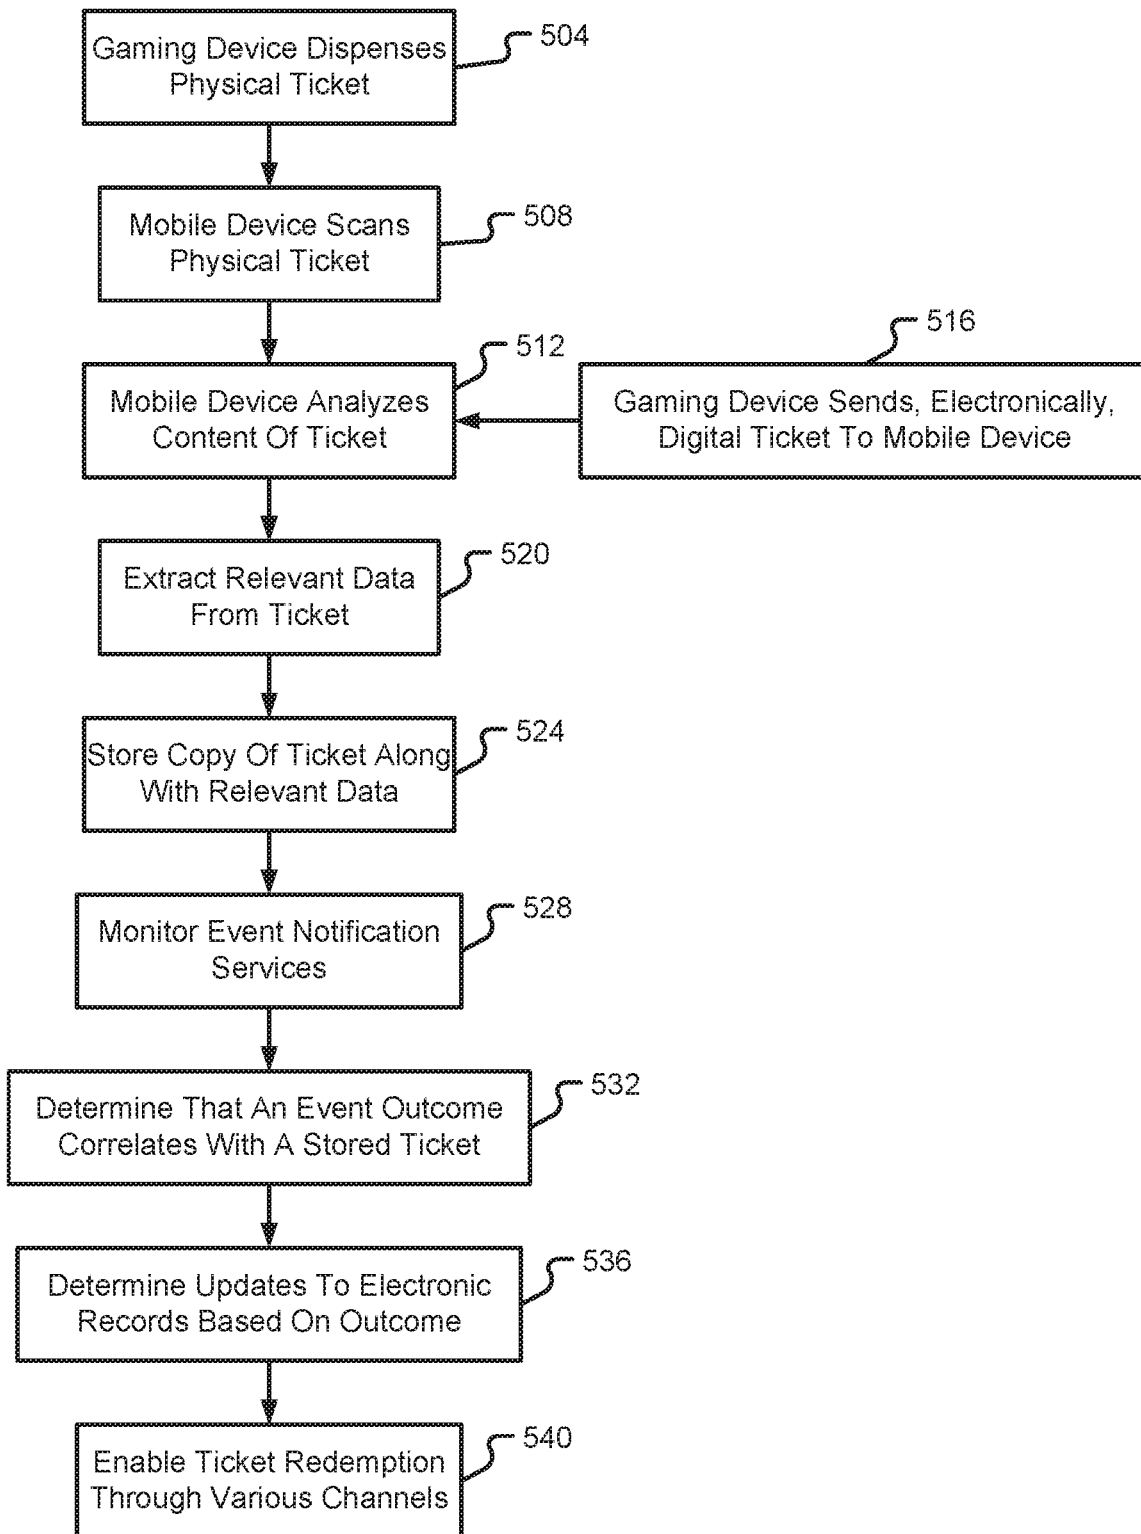 Gaming Device Dispenses
Physical Ticket
504
Mobile Device Scans
Physical Ticket
508
Mobile Device Analyzes
Content Of Ticket
512
Gaming Device Sends, Electronically,
Digital Ticket To Mobile Device
516
Extract Relevant Data
From Ticket
520
Store Copy Of Ticket Along
With Relevant Data
524
Monitor Event Notification
Services
528
Determine That An Event Outcome
Correlates With A Stored Ticket
532
Determine Updates To Electronic
Records Based On Outcome
536
Enable Ticket Redemption
Through Various Channels
540